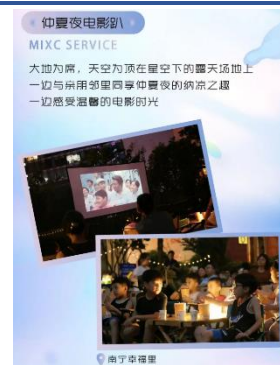 仲夏夜电影趴
MIXC SERVICE
大地为席，天空为顶在星空下的露天场地上
一边与亲朋邻里同享仲夏夜的纳凉之趣
一边感受温馨的电影时光
南宁幸福里